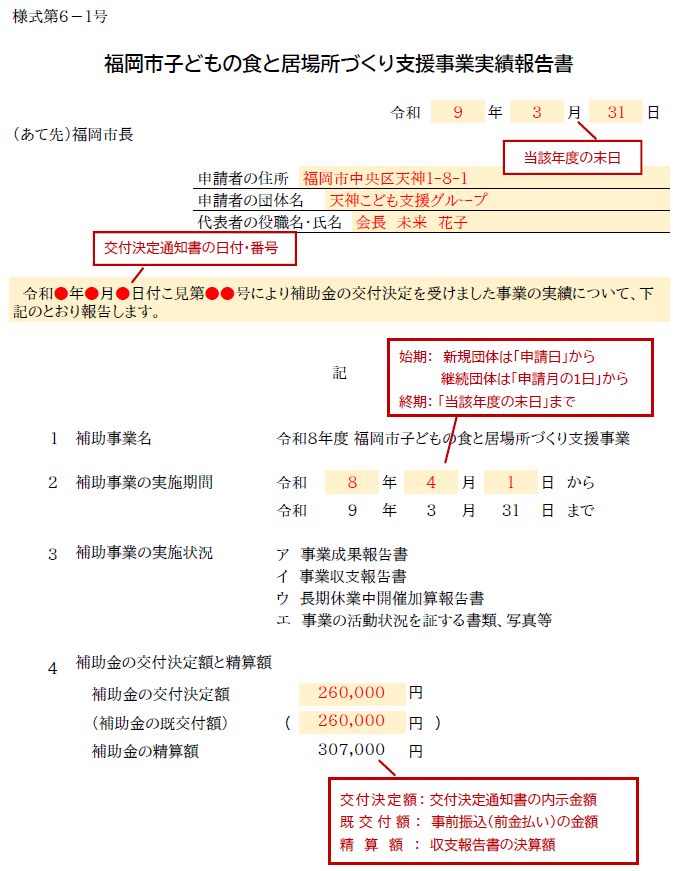 様式第6－1号
福岡市子どもの食と居場所づくり支援事業実績報告書
令和 9 年 3 月 31 日
（あて先）福岡市長
当該年度の末日
申請者の住所 福岡市中央区天神1-8-1
申請者の団体名 天神こども支援グループ
代表者の役職名・氏名 会長 未来 花子
交付決定通知書の日付・番号
令和●年●月●日付こ見第●●号により補助金の交付決定を受けました事業の実績について、下
記のとおり報告します。
記
始期： 新規団体は「申請日」から
継続団体は「申請月の1日」から
終期：「当該年度の末日」まで
1 補助事業名 令和8年度 福岡市子どもの食と居場所づくり支援事業
2 補助事業の実施期間 令和 8 年 4 月 1 日 から
令和 9 年 3 月 31 日 まで
3 補助事業の実施状況 ア 事業成果報告書
イ 事業収支報告書
ウ 長期休業中開催加算報告書
エ 事業の活動状況を証する書類、写真等
4 補助金の交付決定額と精算額
補助金の交付決定額 260,000 円
（補助金の既交付額） （ 260,000 円 ）
補助金の精算額 307,000 円
交付決定額：交付決定通知書の内示金額
既交付額： 事前振込（前金払い）の金額
精算額： 収支報告書の決算額